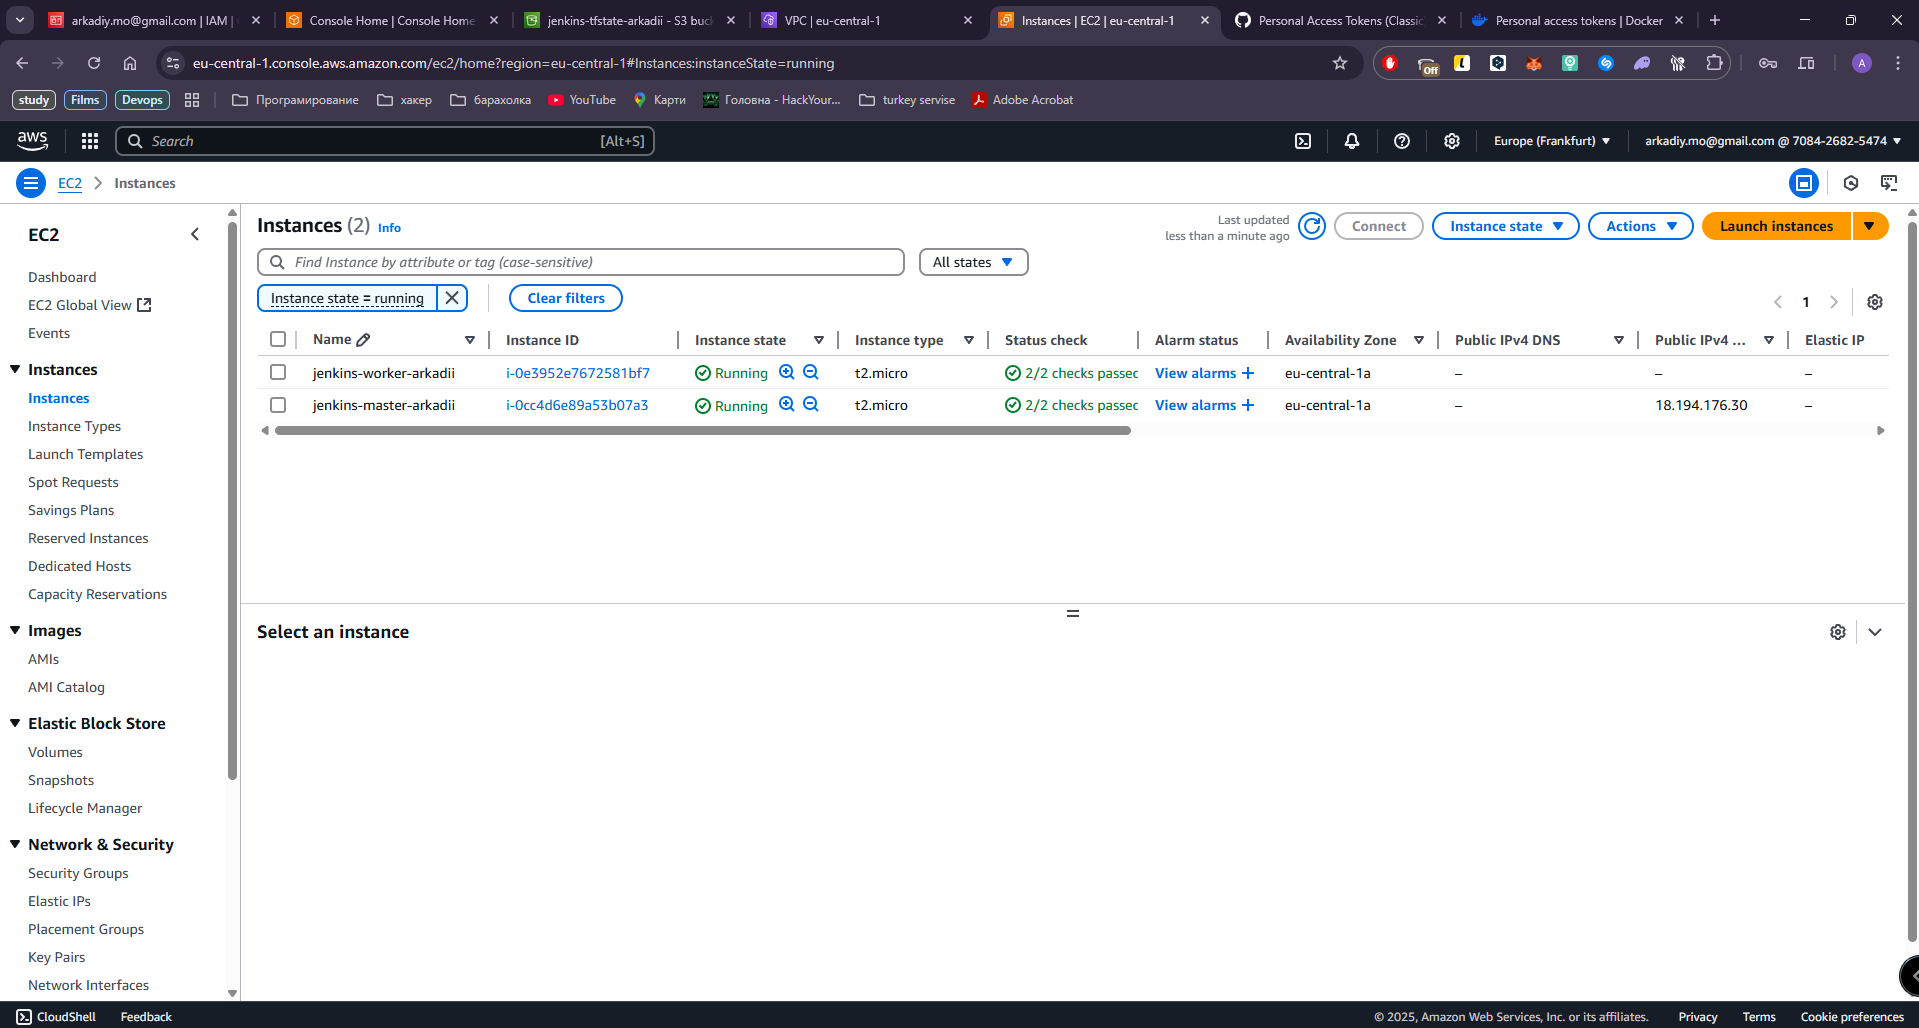 arkadiy.mo@gmail.com | IAM |
Console Home | Console Home
jenkins-tfstate-arkadii - S3 buc
VPC | eu-central-1
Instances | EC2 | eu-central-1
Personal Access Tokens (Classic
Personal access tokens | Docker
eu-central-1.console.aws.amazon.com/ec2/home?region=eu-central-1#Instances:instanceState=running
Off
A
study
Films
Devops
Програмирование
хакер
барахолка
YouTube
Карти
Головна - HackYour...
turkey servise
Adobe Acrobat
aws
Search
[Alt+S]
Europe (Frankfurt)
arkadiy.mo@gmail.com @ 7084-2682-5474
EC2
Instances
EC2
Dashboard
EC2 Global View
Events
Instances
Instances
Instance Types
Launch Templates
Spot Requests
Savings Plans
Reserved Instances
Dedicated Hosts
Capacity Reservations
Images
AMIs
AMI Catalog
Elastic Block Store
Volumes
Snapshots
Lifecycle Manager
Network & Security
Security Groups
Elastic IPs
Placement Groups
Key Pairs
Network Interfaces
Instances (2) Info
Last updated
less than a minute ago
Connect
Instance state
Actions
Launch instances
Find Instance by attribute or tag (case-sensitive)
All states
Instance state = running
Clear filters
1
Name Instance ID Instance state Instance type Status check Alarm status Availability Zone Public IPv4 DNS Public IPv4 ... Elastic IP
jenkins-worker-arkadii i-0e3952e7672581bf7 Running t2.micro 2/2 checks passec View alarms + eu-central-1a – – –
jenkins-master-arkadii i-0cc4d6e89a53b07a3 Running t2.micro 2/2 checks passec View alarms + eu-central-1a – 18.194.176.30 –
Select an instance
CloudShell
Feedback
© 2025, Amazon Web Services, Inc. or its affiliates.
Privacy
Terms
Cookie preferences